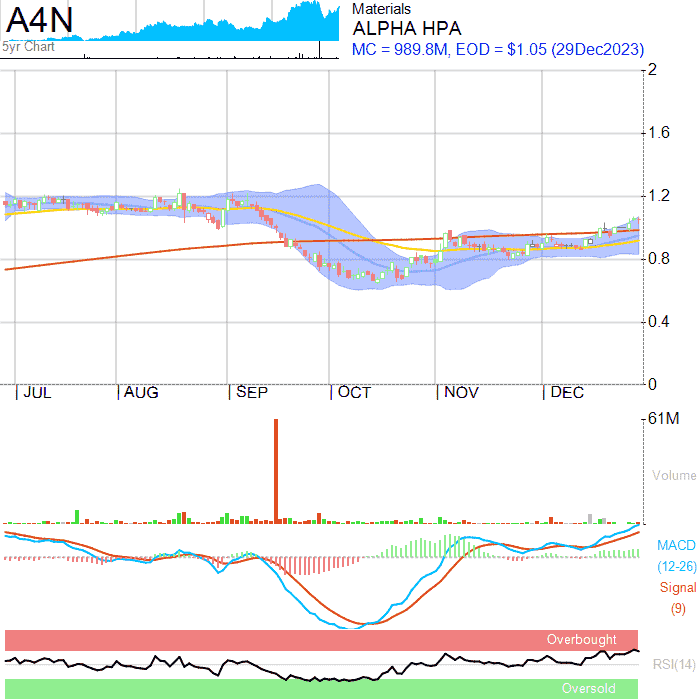 A4N
5yr Chart
Materials
ALPHA HPA
MC = 989.8M, EOD = $1.05 (29Dec2023)
2
1.6
1.2
0.8
0.4
0
JUL AUG SEP OCT NOV DEC
61M
Volume
MACD
(12-26)
Signal
(9)
Overbought
RSI(14)
Oversold